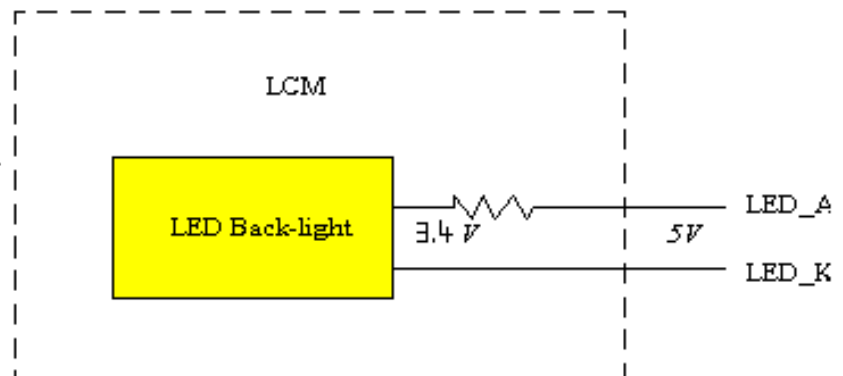 LCM
LED_A
LED Back-light
3.4 V
5V
LED_K